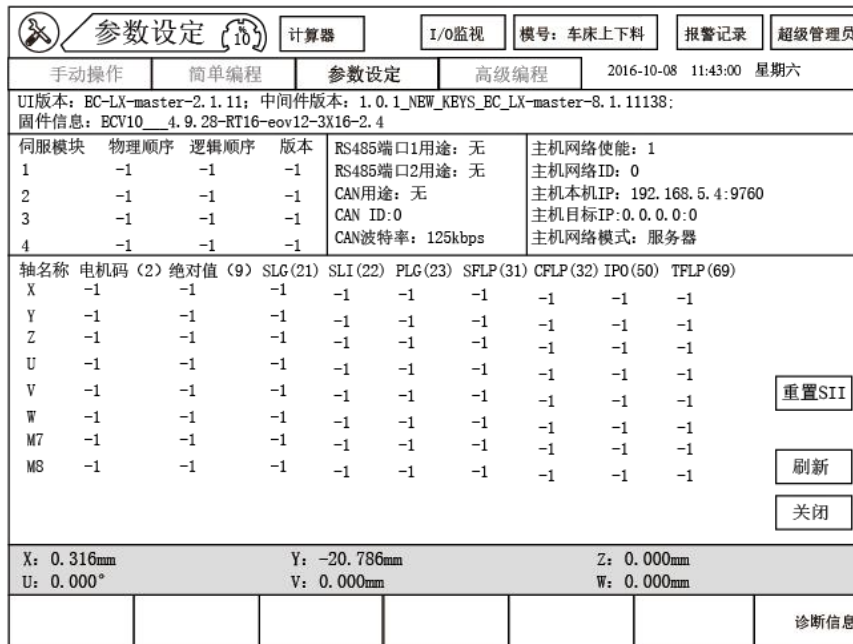 参数设定 10 计算器 I/O监视 模号: 车床上下料 报警记录 超级管理员
手动操作 简单编程 参数设定 高级编程 2016-10-08 11:43:00 星期六
UI版本: EC-LX-master-2.1.11; 中间件版本: 1.0.1_NEW_KEYS_EC_LX-master-8.1.11138;
固件信息: ECV10___4.9.28-RT16-eov12-3X16-2.4
伺服模块 物理顺序 逻辑顺序 版本
1 -1 -1 -1
2 -1 -1 -1
3 -1 -1 -1
4 -1 -1 -1
RS485端口1用途: 无
RS485端口2用途: 无
CAN用途: 无
CAN ID:0
CAN波特率: 125kbps
主机网络使能: 1
主机网络ID: 0
主机本机IP: 192.168.5.4:9760
主机目标IP:0.0.0.0:0
主机网络模式: 服务器
轴名称 电机码 (2) 绝对值 (9) SLG(21) SLI(22) PLG(23) SFLP(31) CFLP(32) IPO(50) TFLP(69)
X -1 -1 -1 -1 -1 -1 -1 -1 -1
Y -1 -1 -1 -1 -1 -1 -1 -1 -1
Z -1 -1 -1 -1 -1 -1 -1 -1 -1
U -1 -1 -1 -1 -1 -1 -1 -1 -1
V -1 -1 -1 -1 -1 -1 -1 -1 -1
W -1 -1 -1 -1 -1 -1 -1 -1 -1
M7 -1 -1 -1 -1 -1 -1 -1 -1 -1
M8 -1 -1 -1 -1 -1 -1 -1 -1 -1
重置SII
刷新
关闭
X: 0.316mm Y: -20.786mm Z: 0.000mm
U: 0.000° V: 0.000mm W: 0.000mm
诊断信息